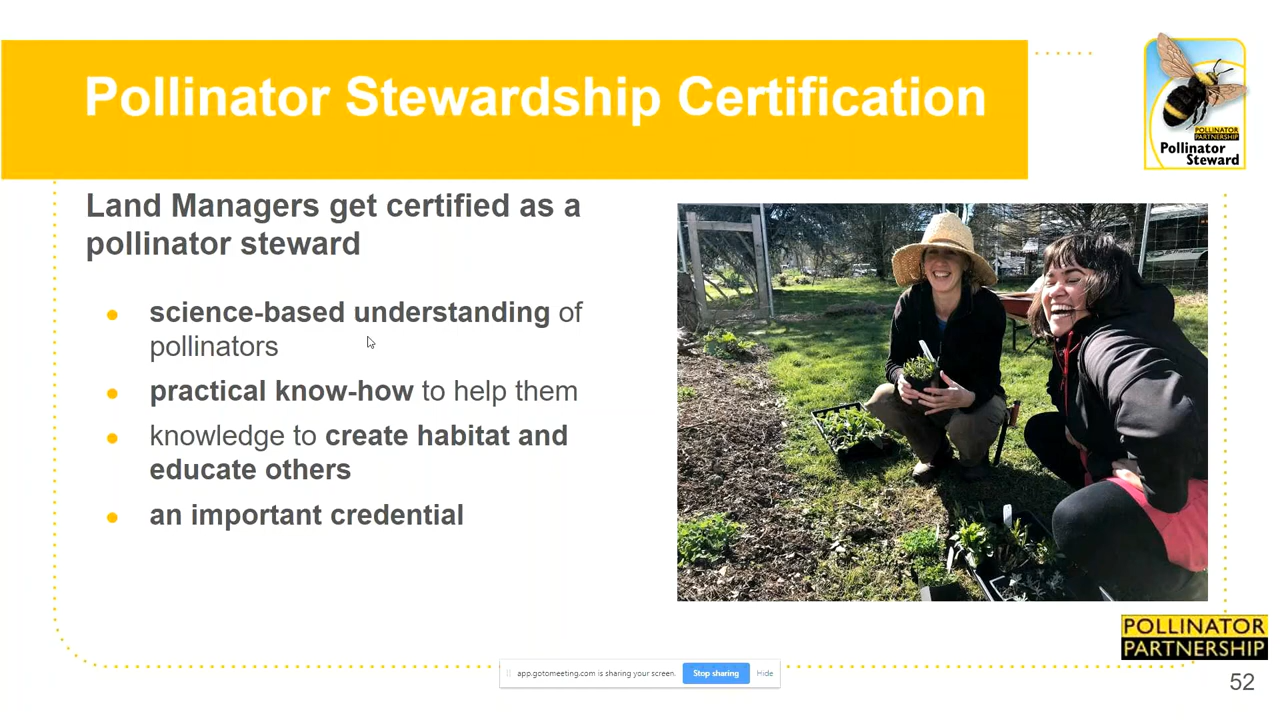 Pollinator Stewardship Certification
POLLINATOR
PARTNERSHIP
Pollinator
Steward
Land Managers get certified as a
pollinator steward
science-based understanding of
pollinators
practical know-how to help them
knowledge to create habitat and
educate others
an important credential
POLLINATOR
PARTNERSHIP
app.gotomeeting.com is sharing your screen.
Stop sharing
Hide
52